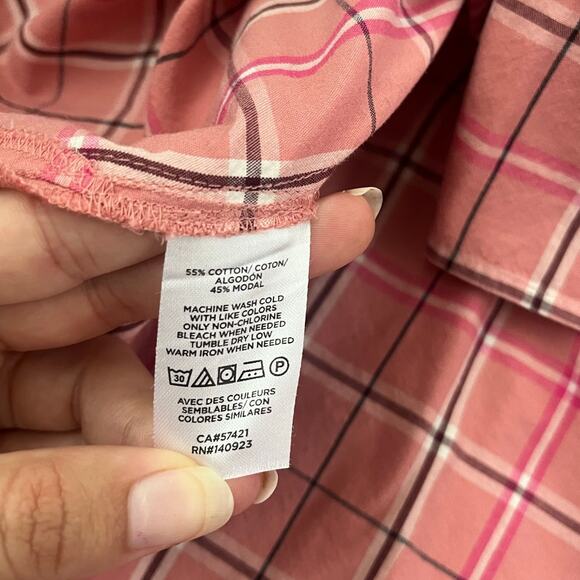 55% COTTON/ COTON/
ALGODÓN
45% MODAL
MACHINE WASH COLD
WITH LIKE COLORS
ONLY NON-CHLORINE
BLEACH WHEN NEEDED
TUMBLE DRY LOW
WARM IRON WHEN NEEDED
30 P
AVEC DES COULEURS
SEMBLABLES/ CON
COLORES SIMILARES
CA#57421
RN#140923